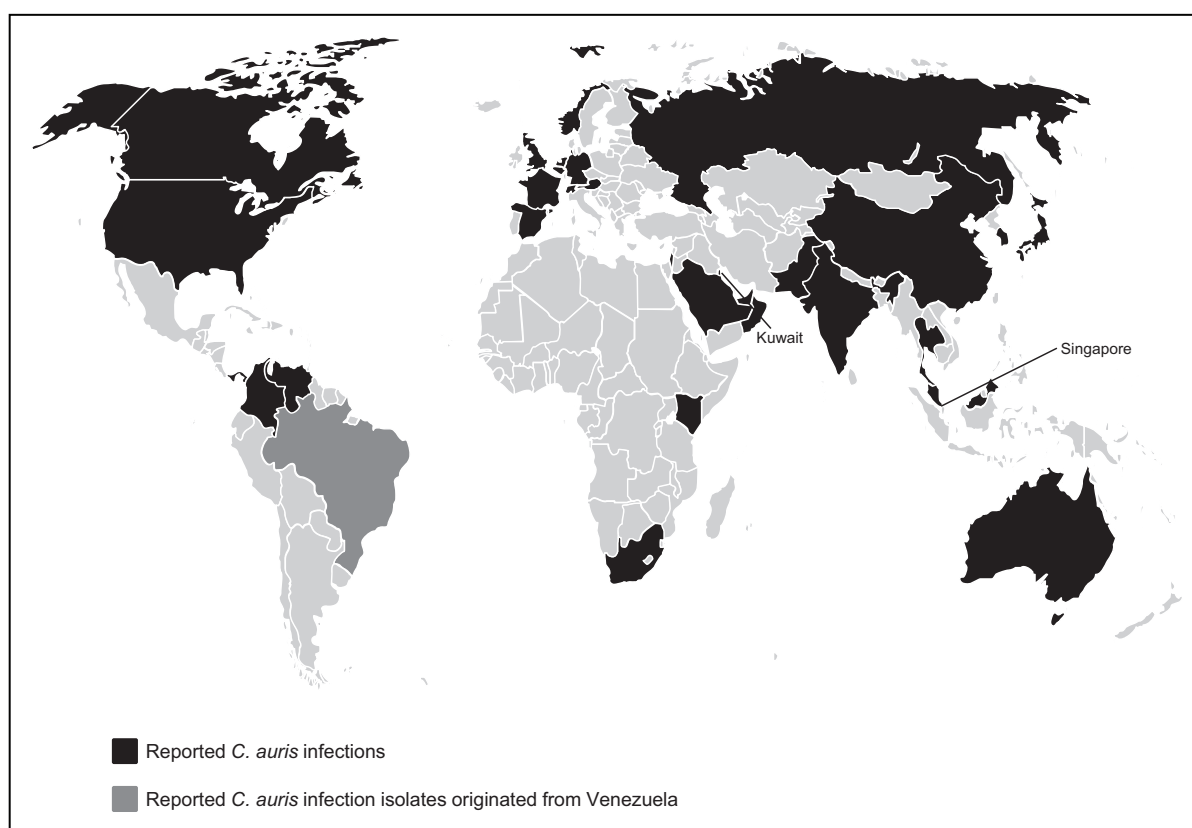 Kuwait
Singapore
Reported C. auris infections
Reported C. auris infection isolates originated from Venezuela